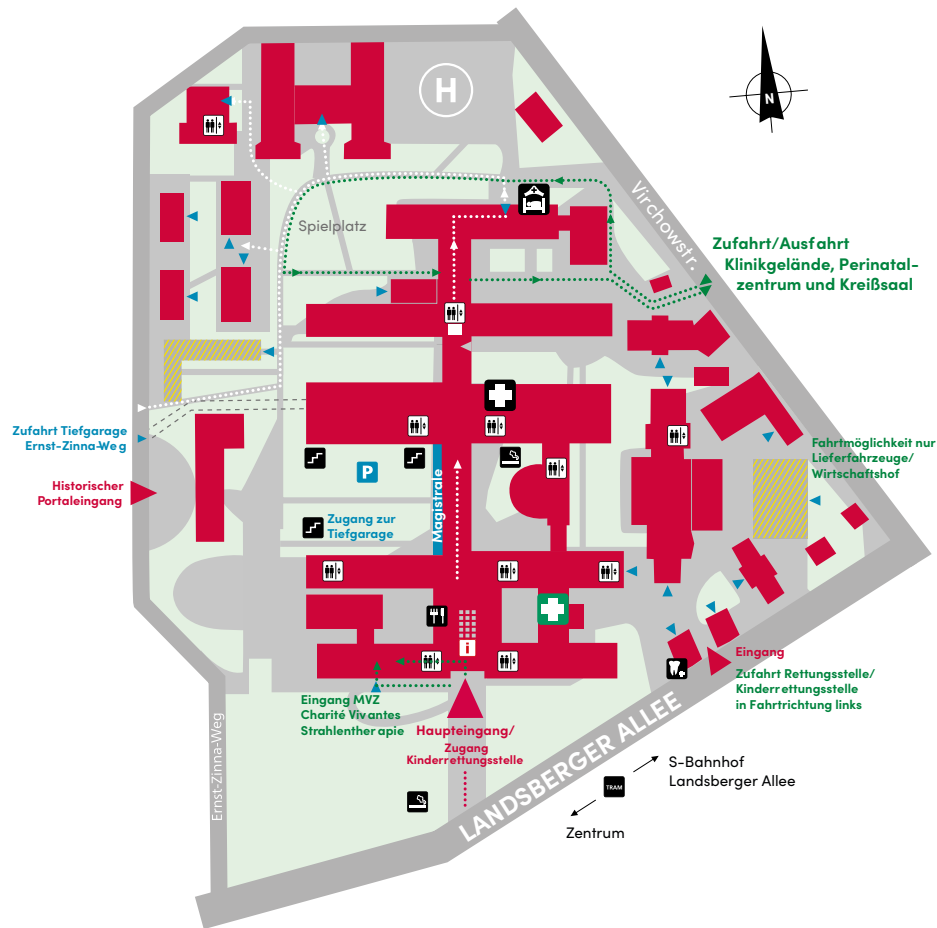 H
N
Virchowstr.
Spielplatz
Zufahrt/Ausfahrt
Klinikgelände, Perinatal-
zentrum und Kreißsaal
Zufahrt Tiefgarage
Ernst-Zinna-Weg
Fahrtmöglichkeit nur
Lieferfahrzeuge/
Wirtschaftshof
P
Magistrale
Historischer
Portaleingang
Zugang zur
Tiefgarage
i
Eingang
Zufahrt Rettungsstelle/
Kinderrettungsstelle
in Fahrtrichtung links
Eingang MVZ
Charité Vivantes
Strahlentherapie
Haupteingang/
Zugang
Kinderrettungsstelle
Ernst-Zinna-Weg
LANDSBERGER ALLEE
S-Bahnhof
Landsberger Allee
TRAM
Zentrum